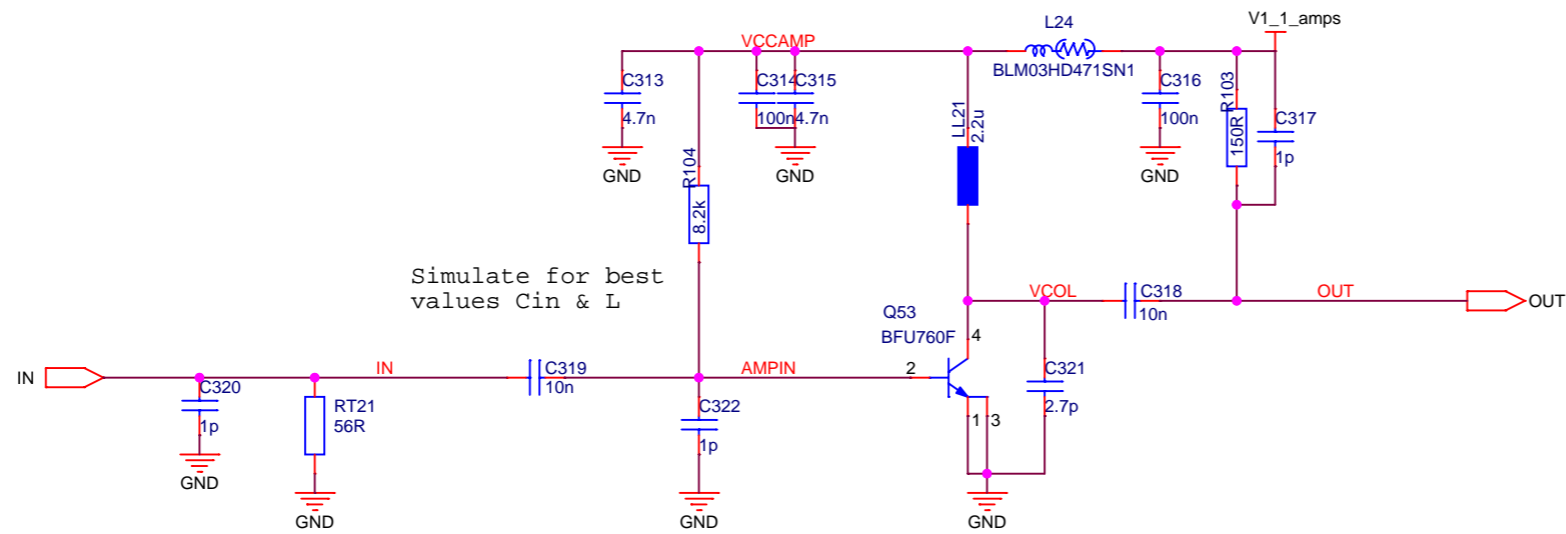 L24
V1_1_amps
VCCAMP
BLM03HD471SN1
C313
4.7n
C314
100n
C315
4.7n
LL21
2.2u
C316
100n
R103
150R
C317
1p
GND
GND
GND
R104
8.2k
Simulate for best
values Cin & L
VCOL
C318
10n
OUT
OUT
Q53
BFU760F
4
IN
IN
C319
10n
AMPIN
2
C321
2.7p
C320
1p
RT21
56R
C322
1p
1
3
GND
GND
GND
GND